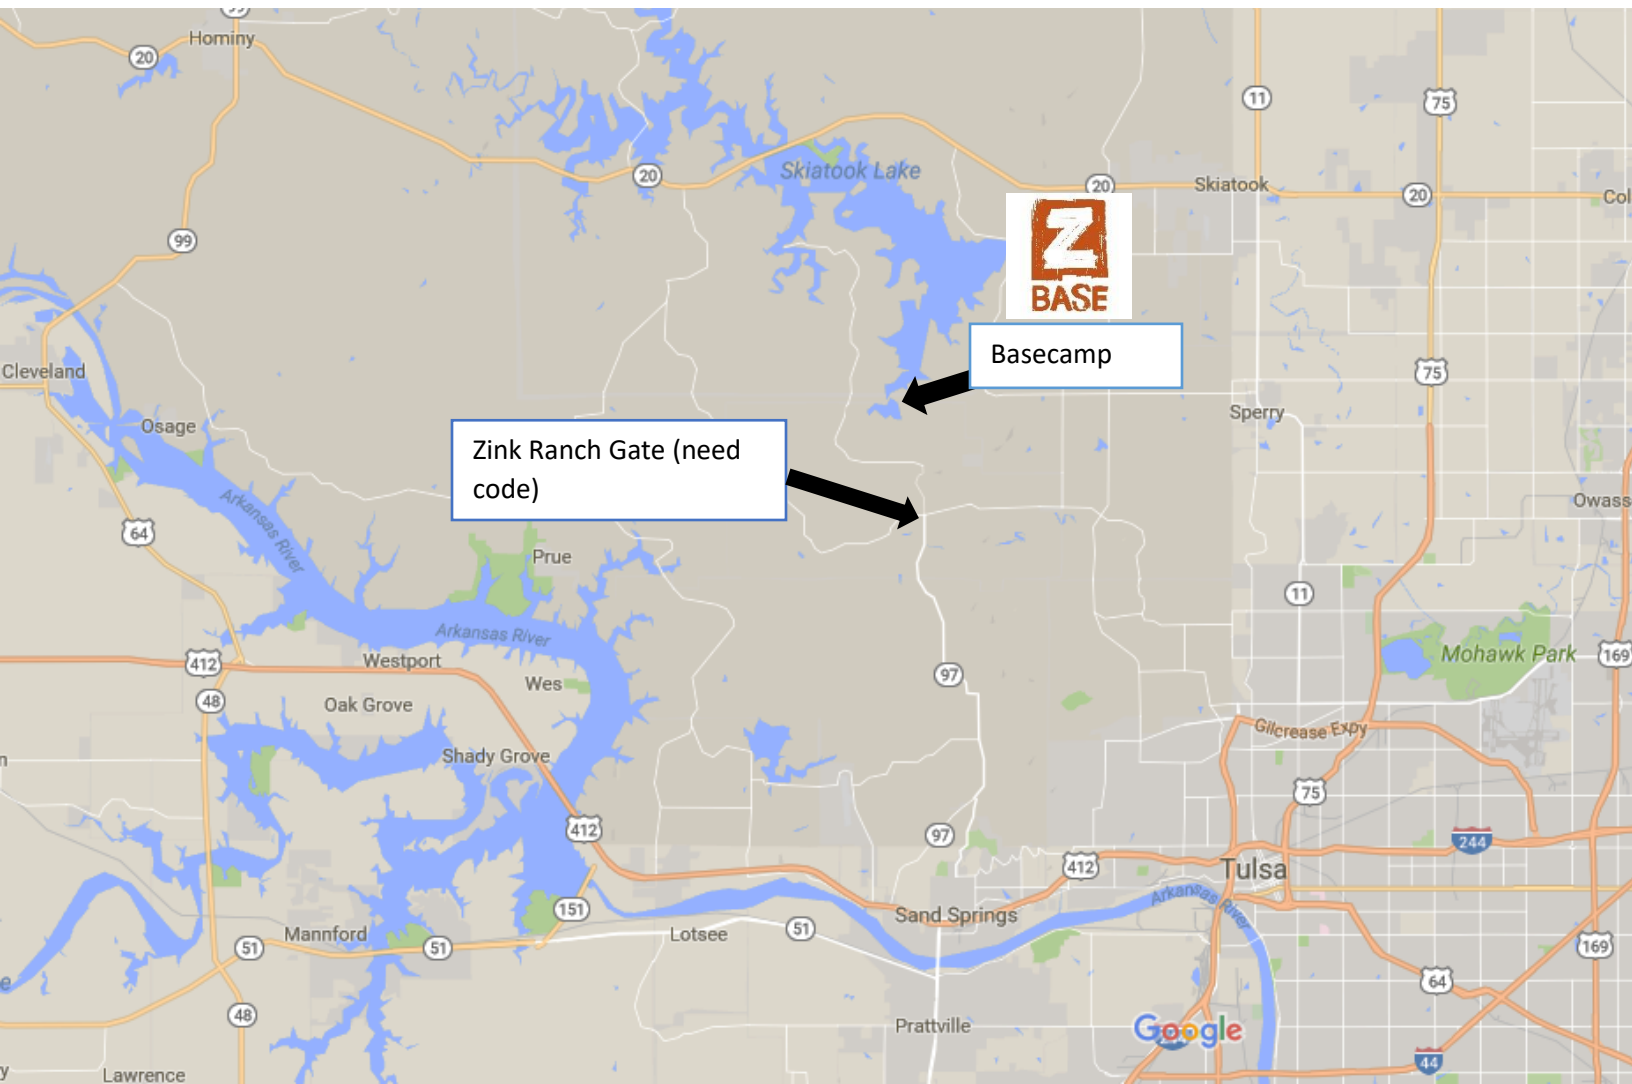 99
Hominy
20
11
75
Skiatook Lake
20
20
Skiatook
20
Z
BASE
99
Basecamp
Cleveland
75
Sperry
Osage
Zink Ranch Gate (need
code)
Arkansas River
Owass
64
Prue
11
Arkansas River
412
Westport
Mohawk Park
169
Wes
97
48
Oak Grove
Gilcrease Expy
Shady Grove
n
75
412
97
244
412
Tulsa
Arkansas River
151
Sand Springs
Mannford
51
51
Lotsee
51
169
e
64
48
Prattville
Google
44
y
Lawrence